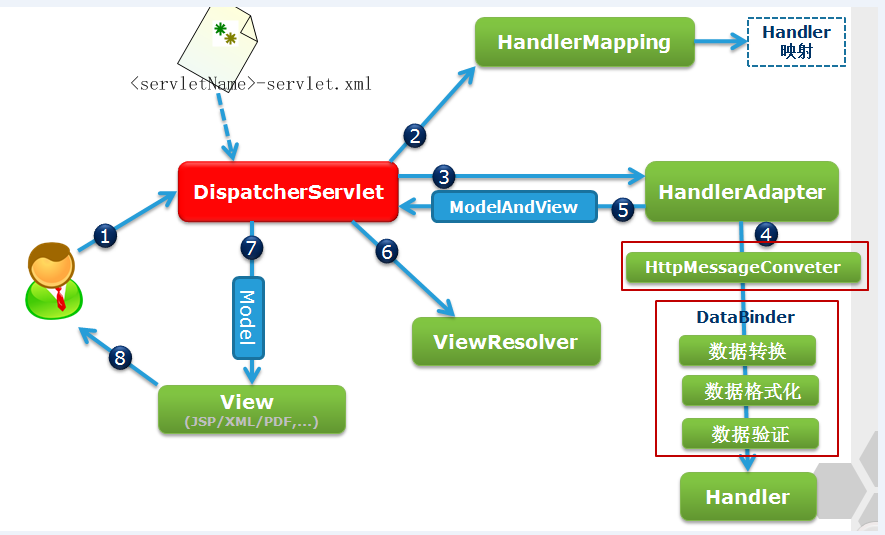 <servletName>-servlet.xml
HandlerMapping
Handler
映射
DispatcherServlet
HandlerAdapter
ModelAndView
1
2
3
4
5
6
7
8
HttpMessageConveter
DataBinder
数据转换
数据格式化
数据验证
Handler
Model
ViewResolver
View
(JSP/XML/PDF,...)